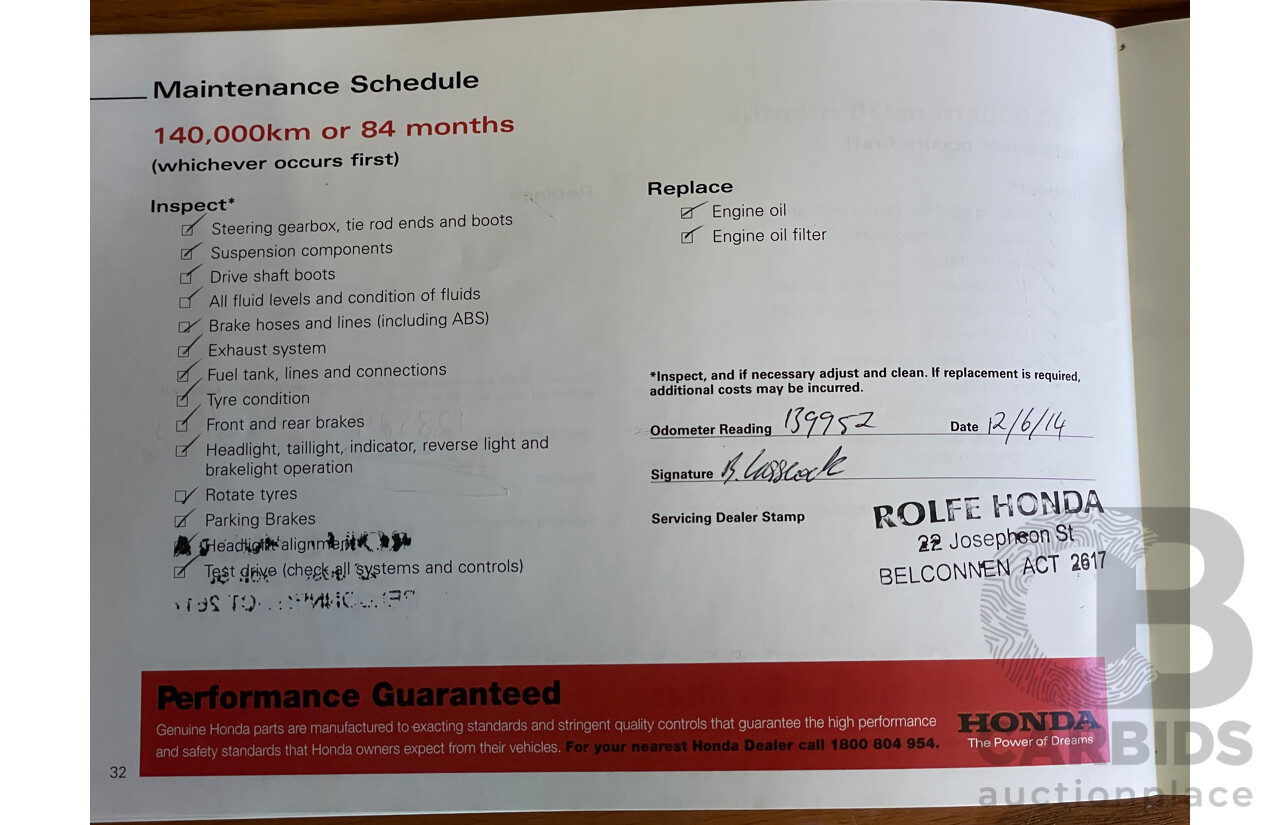 Maintenance Schedule
140,000km or 84 months
(whichever occurs first)
Inspect*
Steering gearbox, tie rod ends and boots
Suspension components
Drive shaft boots
All fluid levels and condition of fluids
Brake hoses and lines (including ABS)
Exhaust system
Fuel tank, lines and connections
Tyre condition
Front and rear brakes
Headlight, taillight, indicator, reverse light and
brakelight operation
Rotate tyres
Parking Brakes
Headlight alignment
Test drive (check all systems and controls)
Replace
Engine oil
Engine oil filter
*Inspect, and if necessary adjust and clean. If replacement is required,
additional costs may be incurred.
Odometer Reading 139952 Date 12/6/14
Signature
Servicing Dealer Stamp
ROLFE HONDA
22 Josephson St
BELCONNEN ACT 2617
Performance Guaranteed
Genuine Honda parts are manufactured to exacting standards and stringent quality controls that guarantee the high performance
and safety standards that Honda owners expect from their vehicles. For your nearest Honda Dealer call 1800 804 954.
HONDA
The Power of Dreams
32
CARBIDS
auctionplace